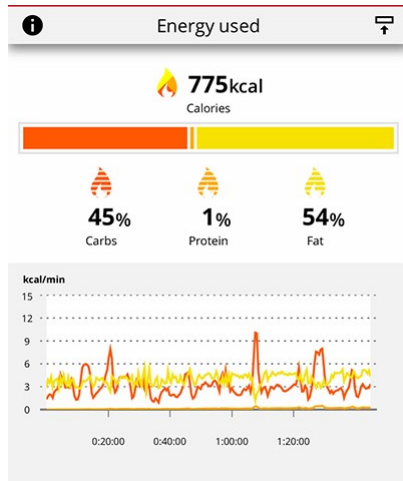 Energy used
775kcal
Calories
45% 1% 54%
Carbs Protein Fat
kcal/min
15
12
9
6
3
0
0:20:00 0:40:00 1:00:00 1:20:00